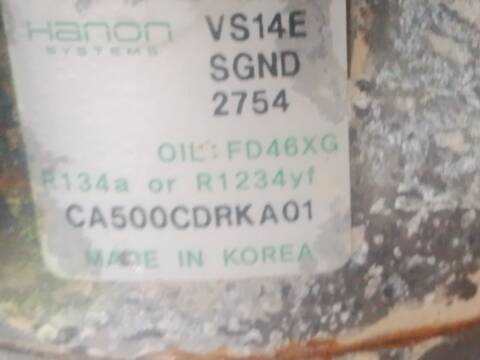 Hanon VS14E
SYSTEMS SGND
2754
OIL: FD46XG
R134a or R1234yf
CA500CDRKA01
MADE IN KOREA